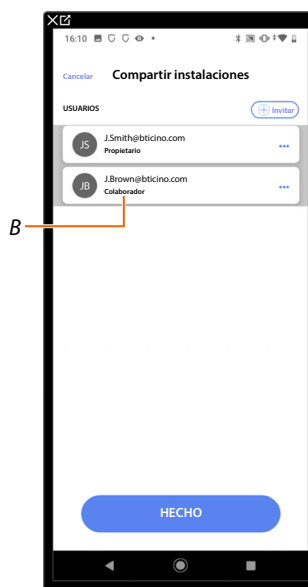 16:10
Cancelar Compartir instalaciones
USUARIOS Invitar
JS J.Smith@bticino.com
Propietario
JB J.Brown@bticino.com
Colaborador
B
HECHO